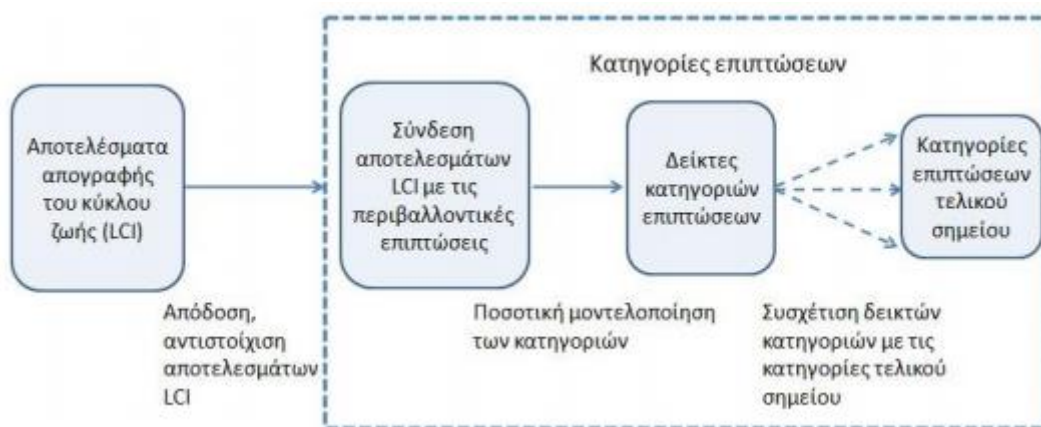 Κατηγορίες επιπτώσεων
Αποτελέσματα
απογραφής
του κύκλου
ζωής (LCI)
Σύνδεση
αποτελεσμάτων
LCI με τις
περιβαλλοντικές
επιπτώσεις
Δείκτες
κατηγοριών
επιπτώσεων
Κατηγορίες
επιπτώσεων
τελικού
σημείου
Απόδοση,
αντιστοίχιση
αποτελεσμάτων
LCI
Ποσοτική μοντελοποίηση
των κατηγοριών
Συσχέτιση δεικτών
κατηγοριών με τις
κατηγορίες τελικού
σημείου